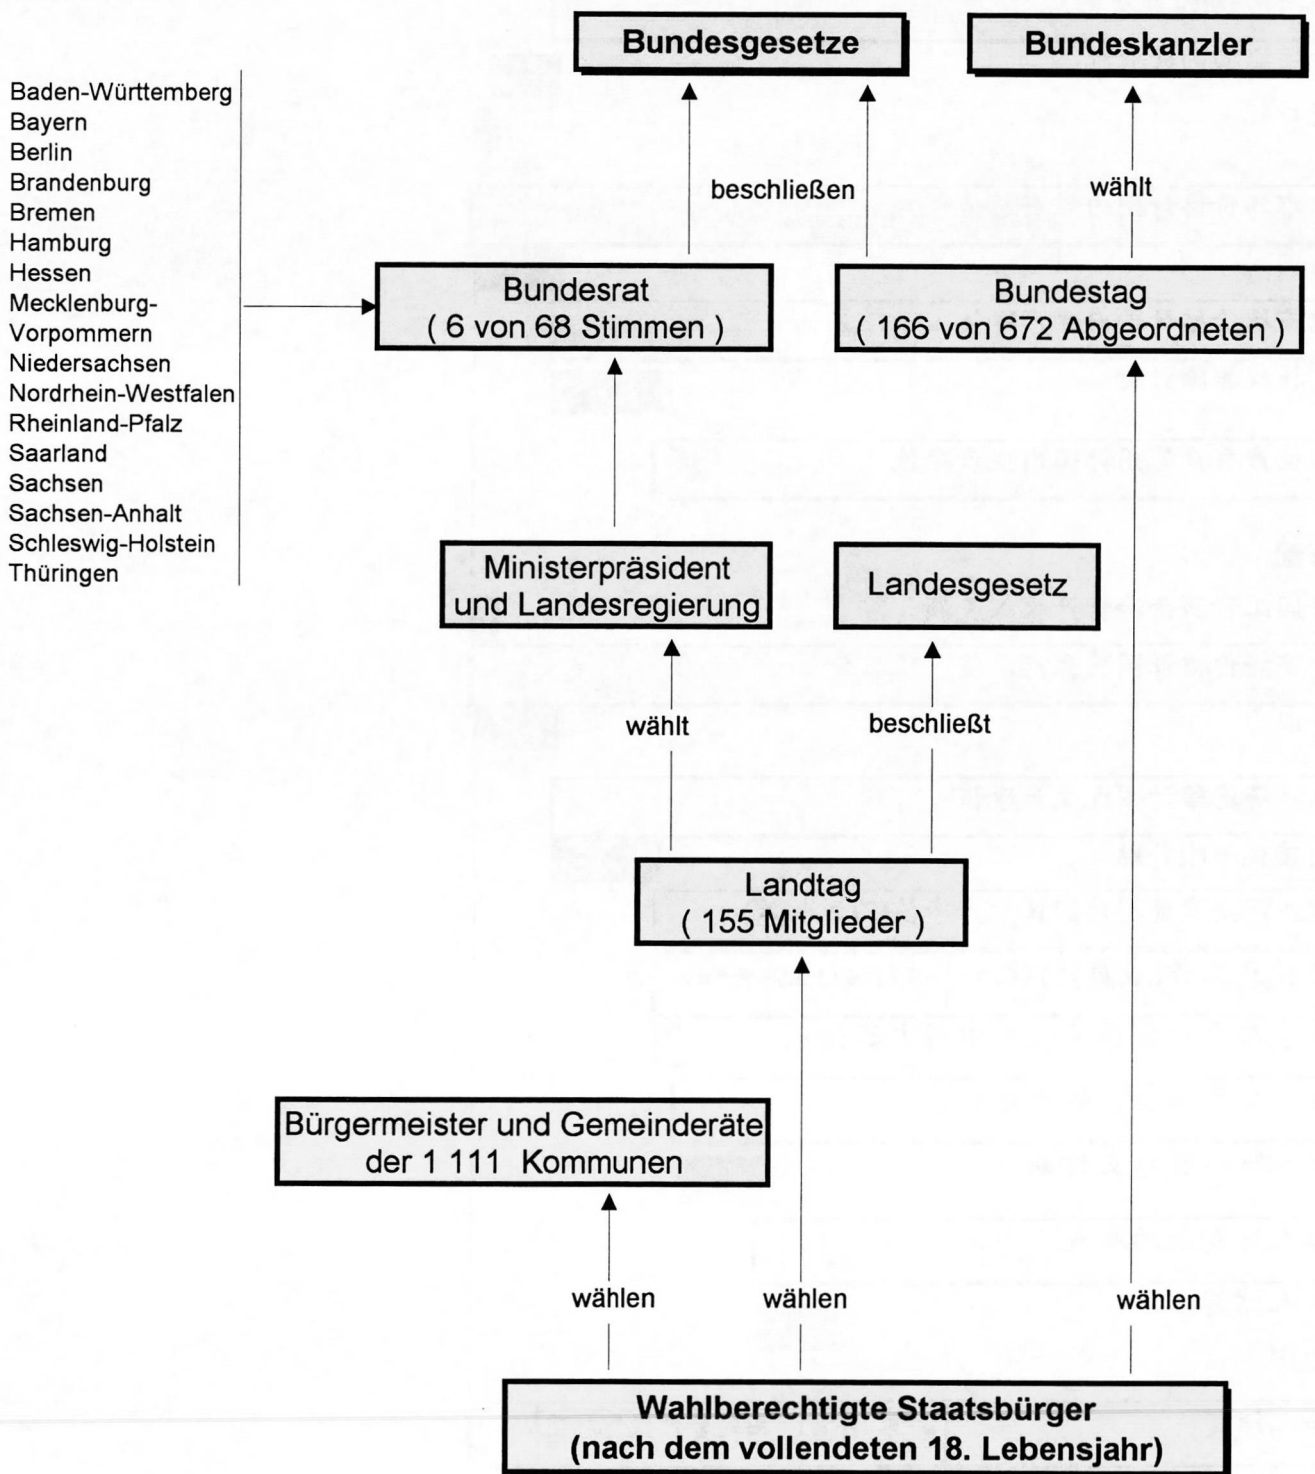 Bundesgesetze
Bundeskanzler
Baden-Württemberg
Bayern
Berlin
Brandenburg
Bremen
Hamburg
Hessen
Mecklenburg-
Vorpommern
Niedersachsen
Nordrhein-Westfalen
Rheinland-Pfalz
Saarland
Sachsen
Sachsen-Anhalt
Schleswig-Holstein
Thüringen
beschließen
wählt
Bundesrat
( 6 von 68 Stimmen )
Bundestag
( 166 von 672 Abgeordneten )
Ministerpräsident
und Landesregierung
Landesgesetz
wählt
beschließt
Landtag
( 155 Mitglieder )
Bürgermeister und Gemeinderäte
der 1 111 Kommunen
wählen
wählen
wählen
Wahlberechtigte Staatsbürger
(nach dem vollendeten 18. Lebensjahr)